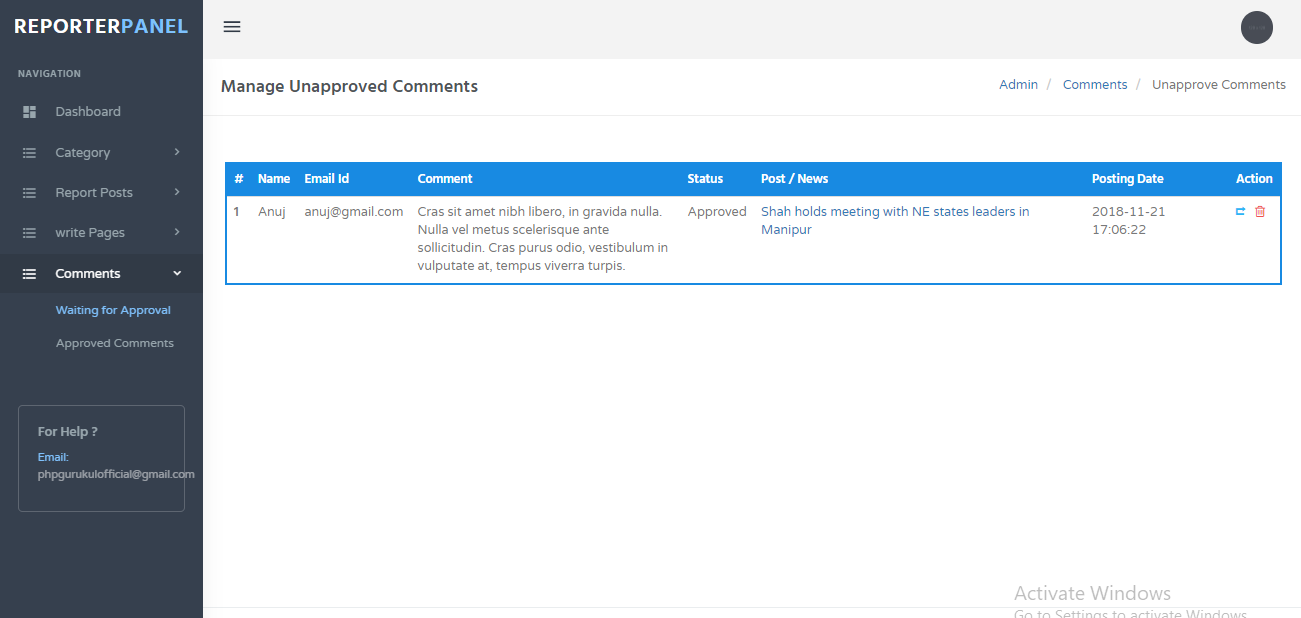 REPORTERPANEL
NAVIGATION
Dashboard
Category
Report Posts
write Pages
Comments
Waiting for Approval
Approved Comments
For Help ?
Email:
phpgurukulofficial@gmail.com
Manage Unapproved Comments
Admin / Comments / Unapprove Comments
# Name Email Id Comment Status Post / News Posting Date Action
1 Anuj anuj@gmail.com Cras sit amet nibh libero, in gravida nulla. Approved Shah holds meeting with NE states leaders in 2018-11-21
Nulla vel metus scelerisque ante Manipur 17:06:22
sollicitudin. Cras purus odio, vestibulum in
vulputate at, tempus viverra turpis.
Activate Windows
Go to Settings to activate Windows.